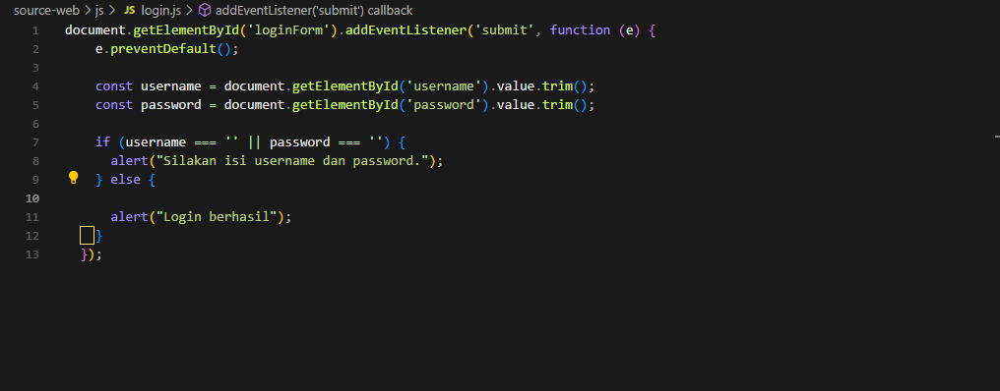 source-web > js > JS login.js > addEventListener('submit') callback
1 document.getElementById('loginForm').addEventListener('submit', function (e) {
2 e.preventDefault();
3
4 const username = document.getElementById('username').value.trim();
5 const password = document.getElementById('password').value.trim();
6
7 if (username === '' || password === '') {
8 alert("Silakan isi username dan password.");
9 } else {
10
11 alert("Login berhasil");
12 }
13 });